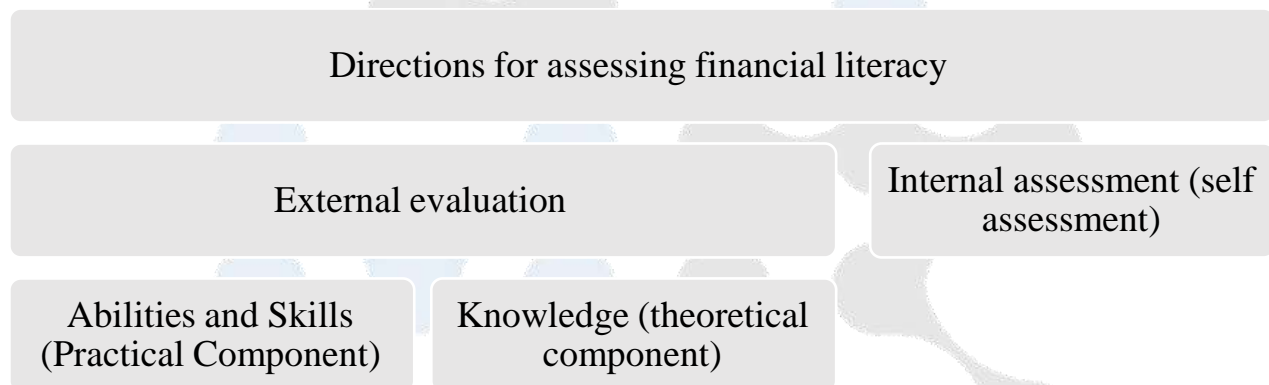 Directions for assessing financial literacy
External evaluation
Internal assessment (self
assessment)
Abilities and Skills
(Practical Component)
Knowledge (theoretical
component)